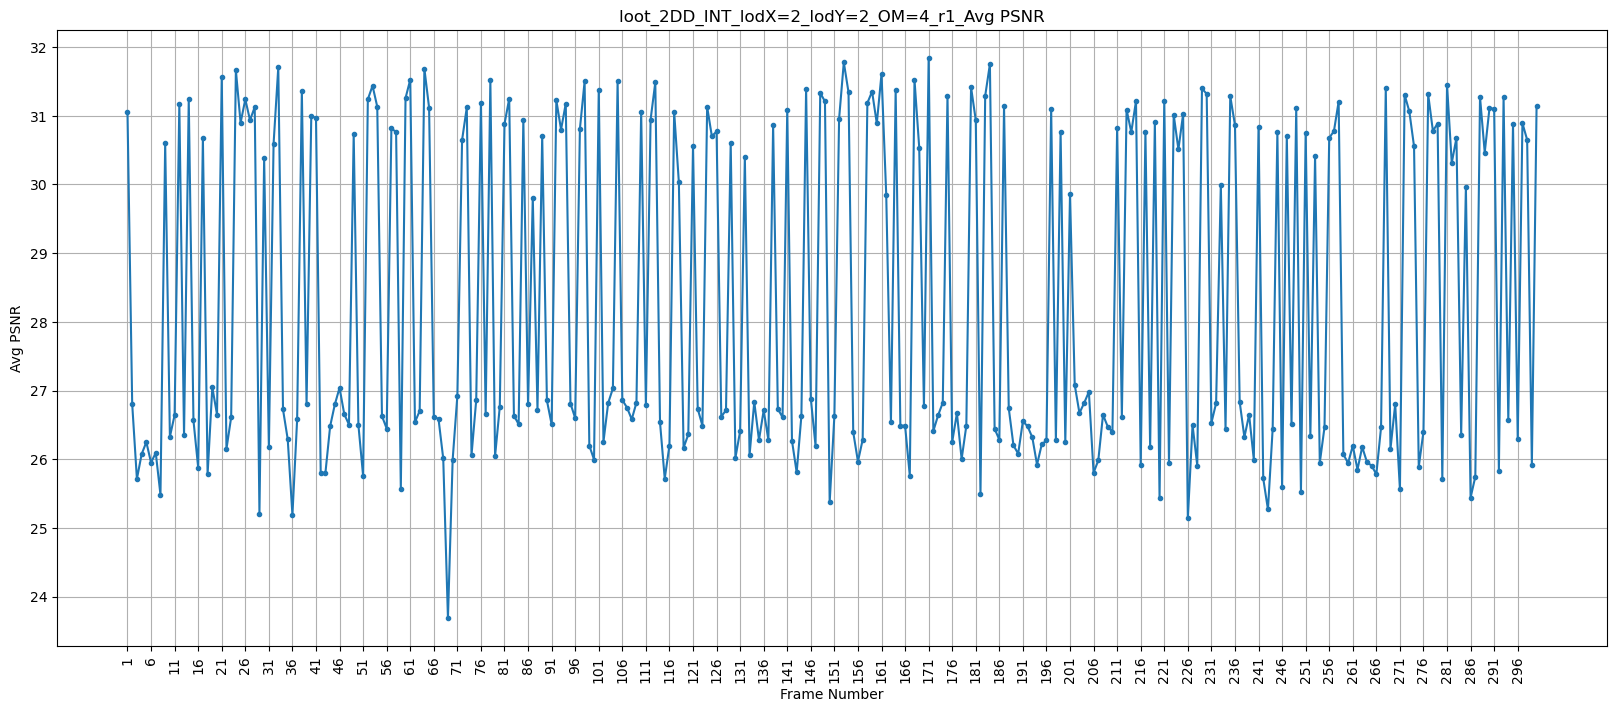 loot_2DD_INT_lodX=2_lodY=2_OM=4_r1_Avg PSNR
32
31
30
29
28
27
26
25
24
Avg PSNR
1 6 11 16 21 26 31 36 41 46 51 56 61 66 71 76 81 86 91 96 101 106 111 116 121 126 131 136 141 146 151 156 161 166 171 176 181 186 191 196 201 206 211 216 221 226 231 236 241 246 251 256 261 266 271 276 281 286 291 296
Frame Number